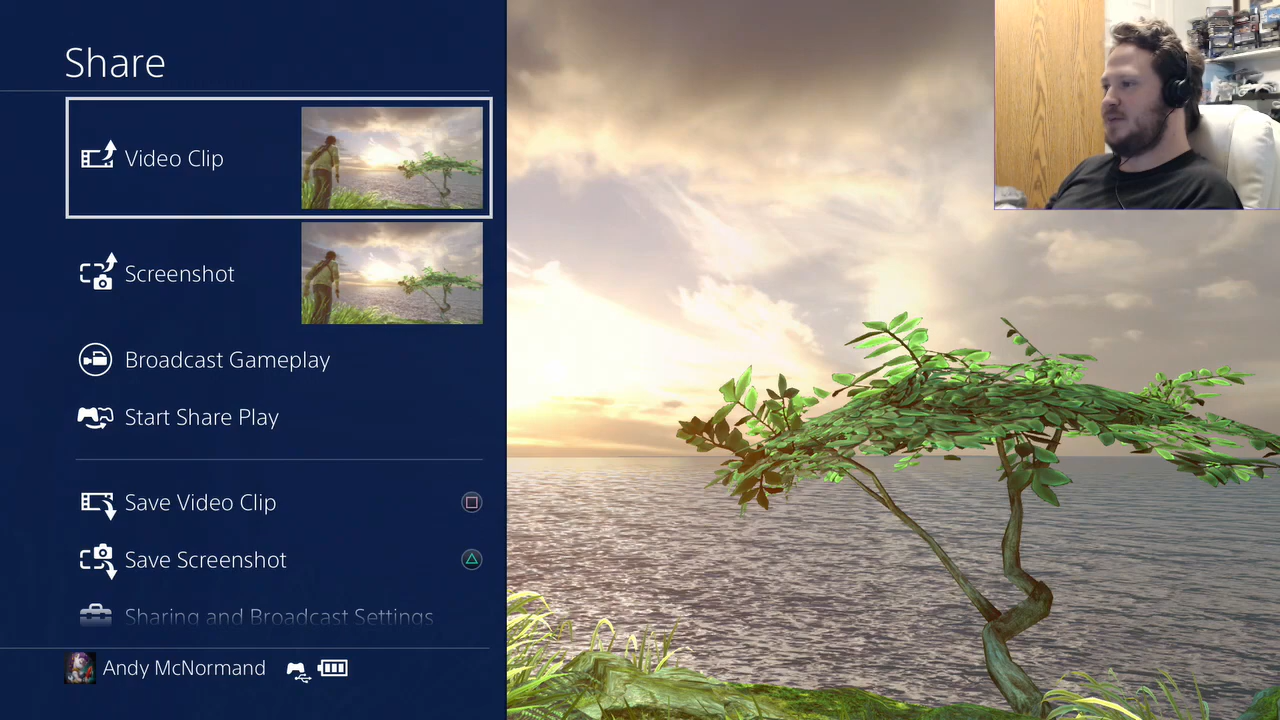 Share
Video Clip
Screenshot
Broadcast Gameplay
Start Share Play
Save Video Clip
Save Screenshot
Sharing and Broadcast Settings
Andy McNormand